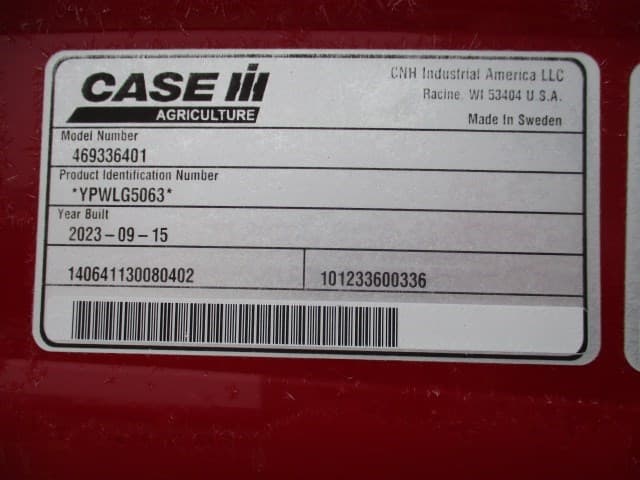 CASE IH
AGRICULTURE
CNH Industrial America LLC
Racine, WI 53404 U.S.A.
Made In Sweden
Model Number
469336401
Product Identification Number
*YPWLG5063*
Year Built
2023-09-15
140641130080402
101233600336